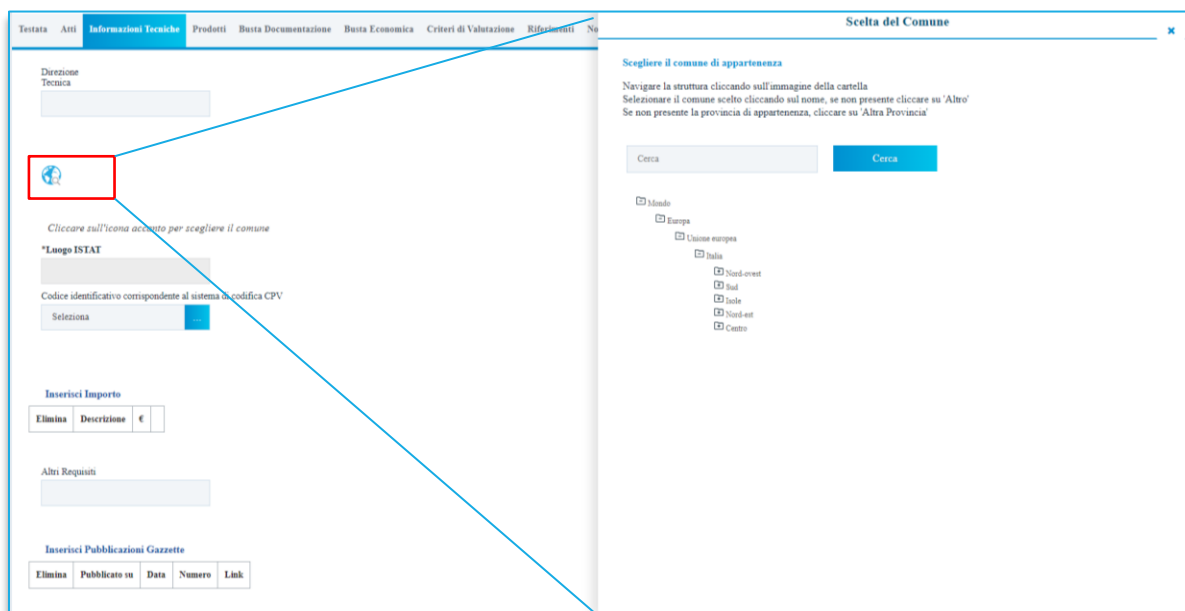 Testata Atti Informazioni Tecniche Prodotti Busta Documentazione Busta Economica Criteri di Valutazione Riferimenti No
Direzione
Tecnica
Cliccare sull'icona accanto per scegliere il comune
*Luogo ISTAT
Codice identificativo corrispondente al sistema di codifica CPV
Seleziona ...
Inserisci Importo
Elimina Descrizione €
Altri Requisiti
Inserisci Pubblicazioni Gazzette
Elimina Pubblicato su Data Numero Link
Scelta del Comune
×
Scegliere il comune di appartenenza
Navigare la struttura cliccando sull'immagine della cartella
Selezionare il comune scelto cliccando sul nome, se non presente cliccare su 'Altro'
Se non presente la provincia di appartenenza, cliccare su 'Altra Provincia'
Cerca Cerca
Mondo
Europa
Unione europea
Italia
Nord-ovest
Sud
Isole
Nord-est
Centro